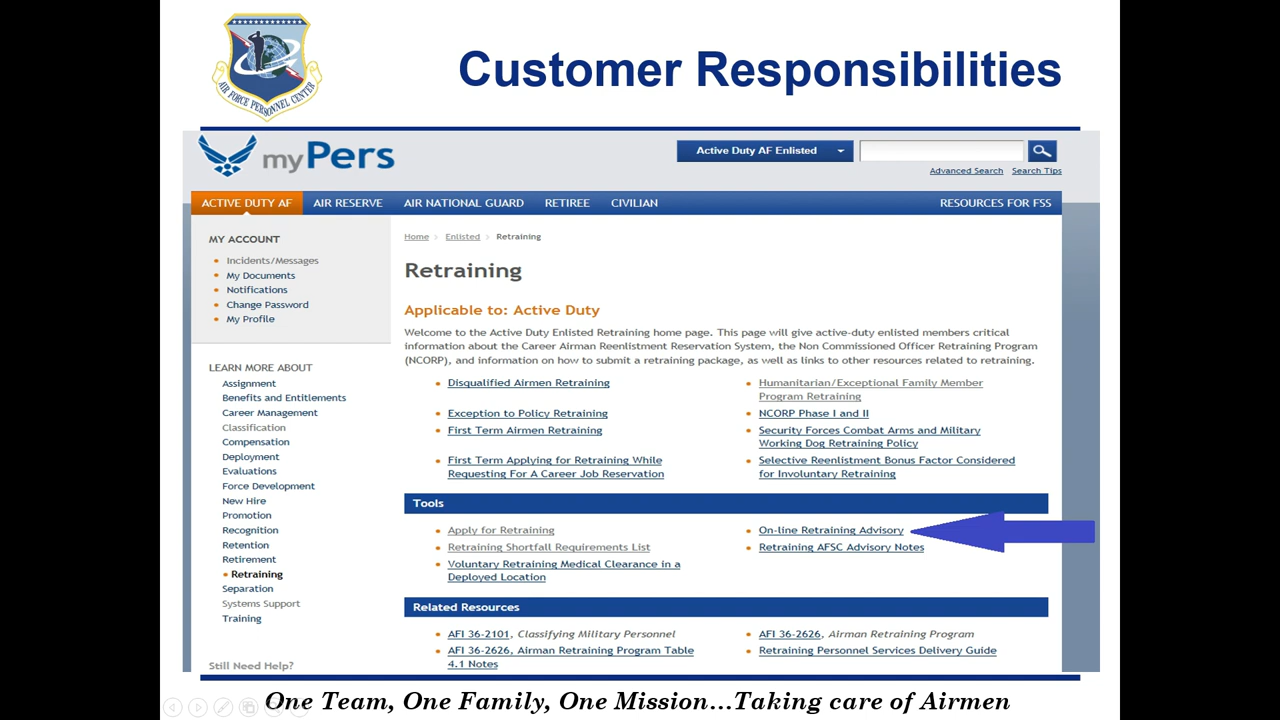 Customer Responsibilities
AIR FORCE PERSONNEL CENTER
myPers
Active Duty AF Enlisted
Advanced Search Search Tips
ACTIVE DUTY AF AIR RESERVE AIR NATIONAL GUARD RETIREE CIVILIAN RESOURCES FOR FSS
MY ACCOUNT
Incidents/Messages
My Documents
Notifications
Change Password
My Profile
LEARN MORE ABOUT
Assignment
Benefits and Entitlements
Career Management
Classification
Compensation
Deployment
Evaluations
Force Development
New Hire
Promotion
Recognition
Retention
Retirement
Retraining
Separation
Systems Support
Training
Still Need Help?
Home Enlisted Retraining
Retraining
Applicable to: Active Duty
Welcome to the Active Duty Enlisted Retraining home page. This page will give active-duty enlisted members critical
information about the Career Airman Reenlistment Reservation System, the Non Commissioned Officer Retraining Program
(NCORP), and information on how to submit a retraining package, as well as links to other resources related to retraining.
Disqualified Airmen Retraining
Exception to Policy Retraining
First Term Airmen Retraining
First Term Applying for Retraining While
Requesting For A Career Job Reservation
Humanitarian/Exceptional Family Member
Program Retraining
NCORP Phase I and II
Security Forces Combat Arms and Military
Working Dog Retraining Policy
Selective Reenlistment Bonus Factor Considered
for Involuntary Retraining
Tools
Apply for Retraining
Retraining Shortfall Requirements List
Voluntary Retraining Medical Clearance in a
Deployed Location
On-line Retraining Advisory
Retraining AFSC Advisory Notes
Related Resources
AFI 36-2101, Classifying Military Personnel
AFI 36-2626, Airman Retraining Program Table
4.1 Notes
AFI 36-2626, Airman Retraining Program
Retraining Personnel Services Delivery Guide
One Team, One Family, One Mission...Taking care of Airmen